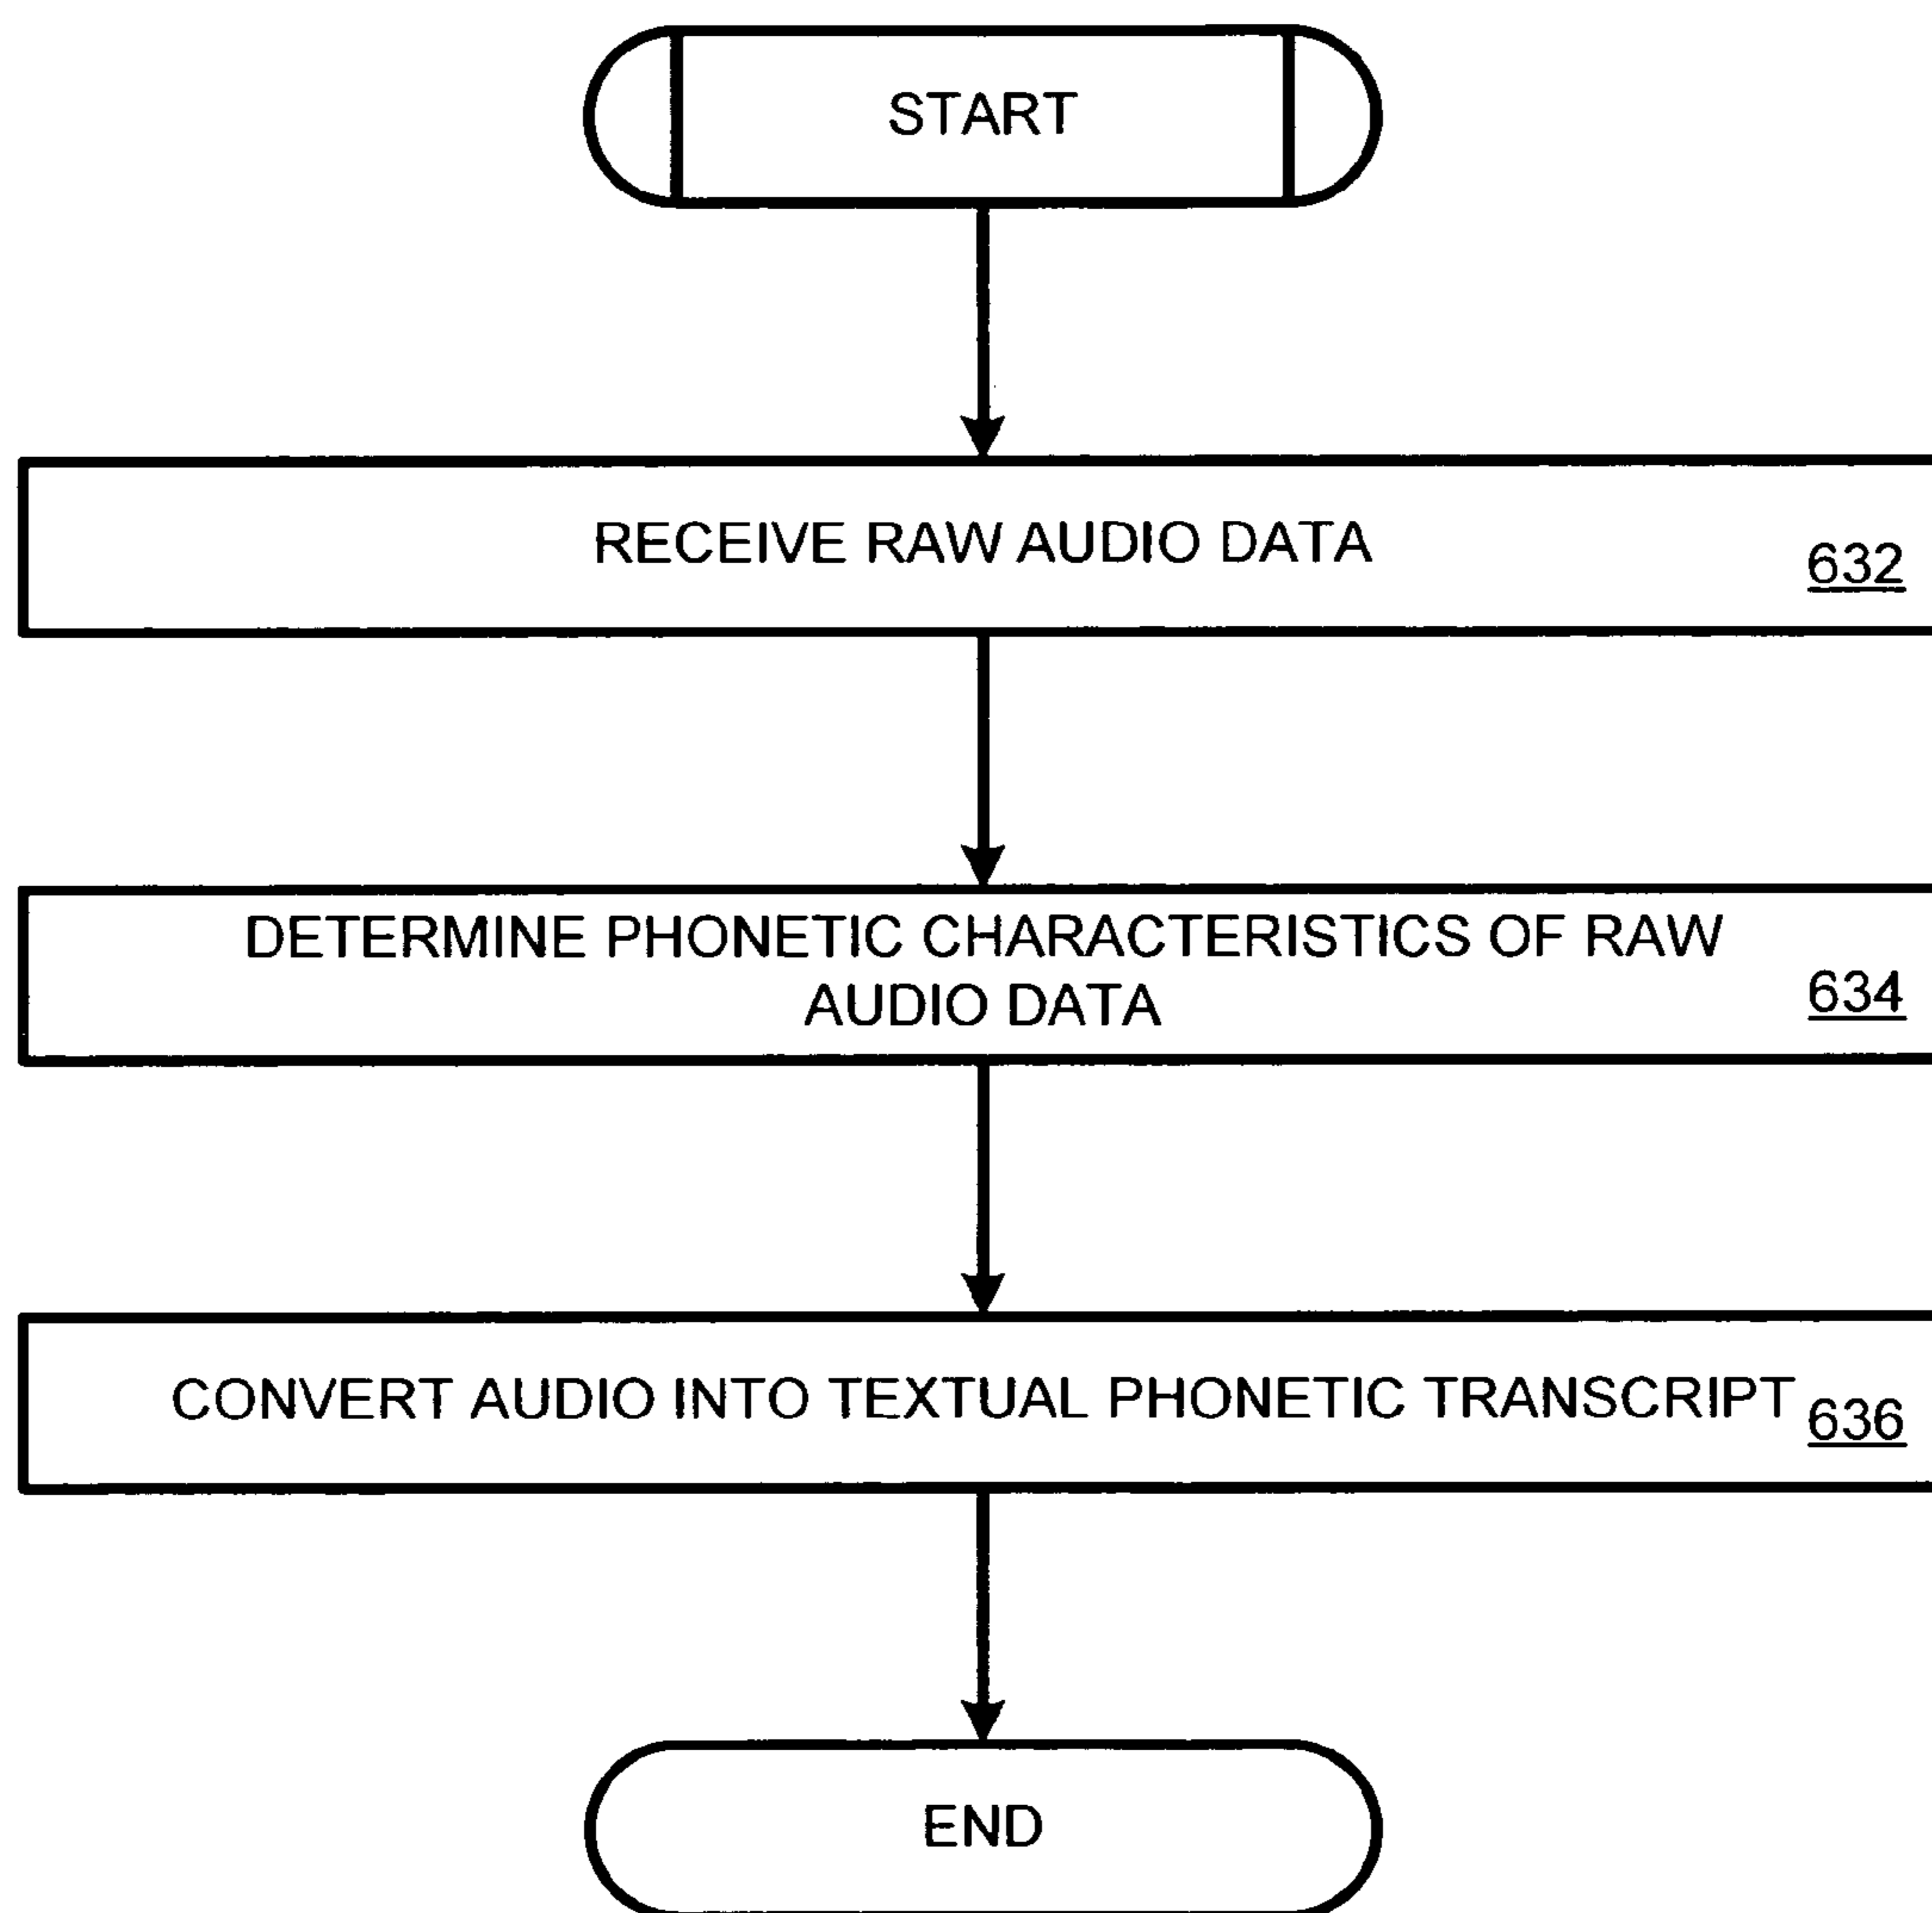 START
RECEIVE RAW AUDIO DATA
632
DETERMINE PHONETIC CHARACTERISTICS OF RAW
AUDIO DATA
634
CONVERT AUDIO INTO TEXTUAL PHONETIC TRANSCRIPT
636
END